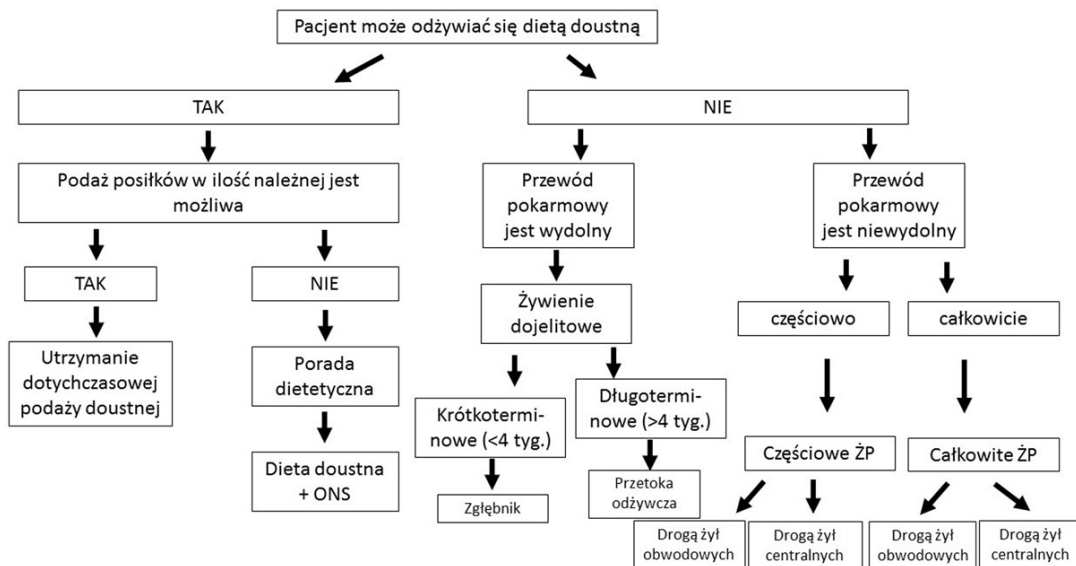 Pacjent może odżywiać się dietą doustną
TAK
NIE
Podaż posiłków w ilość należnej jest
możliwa
Przewód
pokarmowy
jest wydolny
Przewód
pokarmowy
jest niewydolny
TAK
NIE
Żywienie
dojelitowe
częściowo
całkowicie
Utrzymanie
dotychczasowej
podaży doustnej
Porada
dietetyczna
Krótkotermi-
nowe (<4 tyg.)
Długotermi-
nowe (>4 tyg.)
Częściowe ŻP
Całkowite ŻP
Dieta doustna
+ ONS
Zgłębnik
Przetoka
odżywcza
Drogą żył
obwodowych
Drogą żył
centralnych
Drogą żył
obwodowych
Drogą żył
centralnych